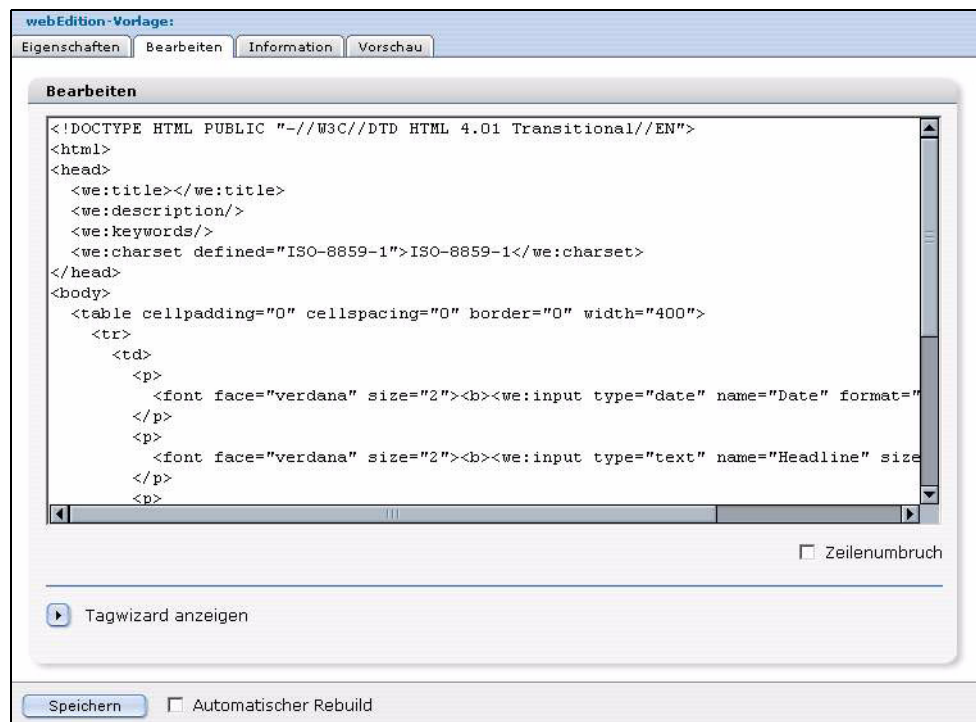 webEdition-Vorlage:
Eigenschaften Bearbeiten Information Vorschau
Bearbeiten
<!DOCTYPE HTML PUBLIC "-//W3C//DTD HTML 4.01 Transitional//EN">
<html>
<head>
  <we:title></we:title>
  <we:description/>
  <we:keywords/>
  <we:charset defined="ISO-8859-1">ISO-8859-1</we:charset>
</head>
<body>
  <table cellpadding="0" cellspacing="0" border="0" width="400">
    <tr>
      <td>
        <p>
          <font face="verdana" size="2"><b><we:input type="date" name="Date" format="
        </p>
        <p>
          <font face="verdana" size="2"><b><we:input type="text" name="Headline" size
        </p>
        <p>
Zeilenumbruch
Tagwizard anzeigen
Speichern Automatischer Rebuild